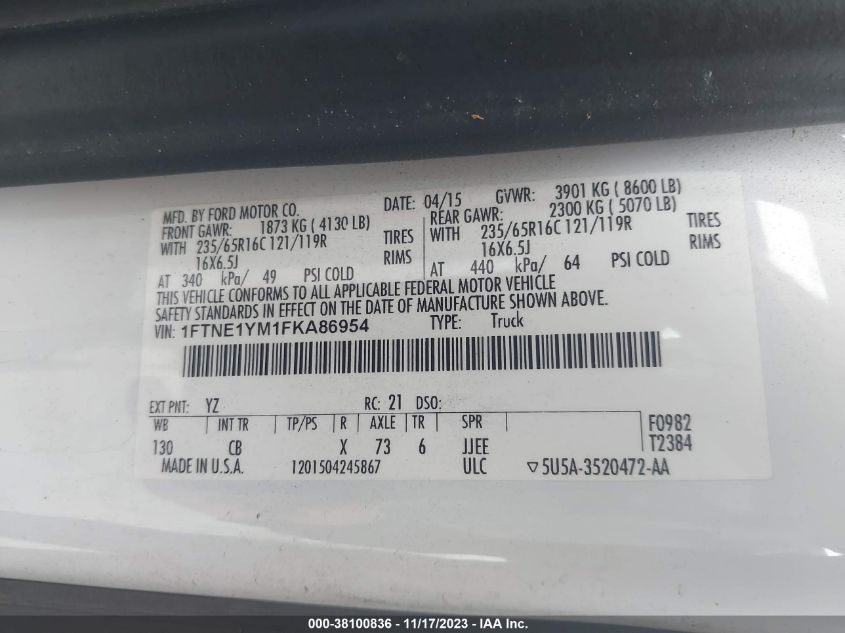 MFD. BY FORD MOTOR CO.
DATE: 04/15 GVWR: 3901 KG ( 8600 LB)
FRONT GAWR: 1873 KG ( 4130 LB)
WITH 235/65R16C 121/119R TIRES
16X6.5J RIMS
AT 340 kPa/ 49 PSI COLD
REAR GAWR: 2300 KG ( 5070 LB)
WITH 235/65R16C 121/119R TIRES
16X6.5J RIMS
AT 440 kPa/ 64 PSI COLD
THIS VEHICLE CONFORMS TO ALL APPLICABLE FEDERAL MOTOR VEHICLE
SAFETY STANDARDS IN EFFECT ON THE DATE OF MANUFACTURE SHOWN ABOVE.
VIN: 1FTNE1YM1FKA86954 TYPE: Truck
EXT PNT: YZ RC: 21 DSO:
WB INT TR TP/PS R AXLE TR SPR F0982
130 CB X 73 6 JJEE T2384
MADE IN U.S.A. 1201504245867 ULC ▽5U5A-3520472-AA
000-38100836 - 11/17/2023 - IAA Inc.